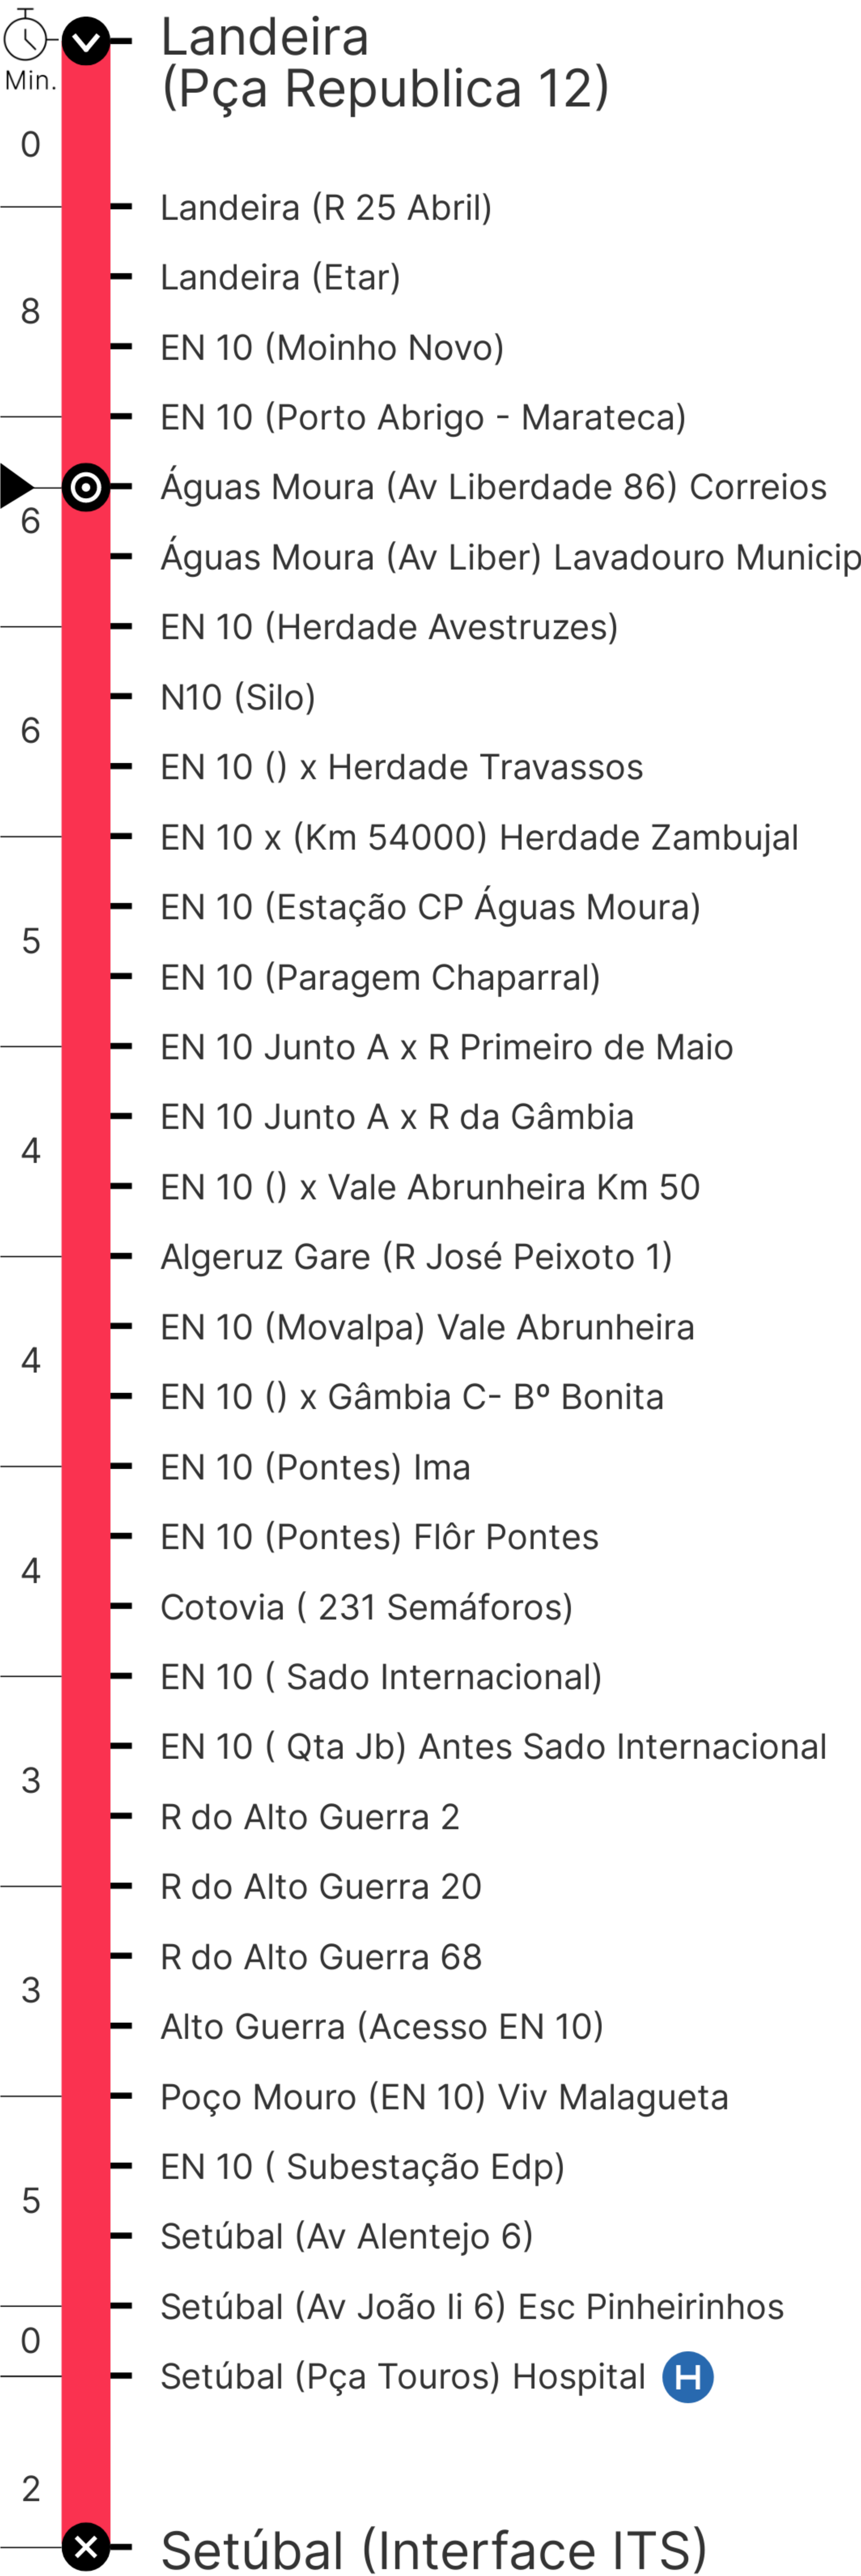 Landeira
(Pça Republica 12)
Min.
0
Landeira (R 25 Abril)
Landeira (Etar)
8
EN 10 (Moinho Novo)
EN 10 (Porto Abrigo - Marateca)
Águas Moura (Av Liberdade 86) Correios
6
Águas Moura (Av Liber) Lavadouro Municip
EN 10 (Herdade Avestruzes)
N10 (Silo)
6
EN 10 () x Herdade Travassos
EN 10 x (Km 54000) Herdade Zambujal
EN 10 (Estação CP Águas Moura)
5
EN 10 (Paragem Chaparral)
EN 10 Junto A x R Primeiro de Maio
EN 10 Junto A x R da Gâmbia
4
EN 10 () x Vale Abrunheira Km 50
Algeruz Gare (R José Peixoto 1)
EN 10 (Movalpa) Vale Abrunheira
4
EN 10 () x Gâmbia C- Bº Bonita
EN 10 (Pontes) Ima
EN 10 (Pontes) Flôr Pontes
4
Cotovia ( 231 Semáforos)
EN 10 ( Sado Internacional)
EN 10 ( Qta Jb) Antes Sado Internacional
3
R do Alto Guerra 2
R do Alto Guerra 20
R do Alto Guerra 68
3
Alto Guerra (Acesso EN 10)
Poço Mouro (EN 10) Viv Malagueta
EN 10 ( Subestação Edp)
5
Setúbal (Av Alentejo 6)
Setúbal (Av João Ii 6) Esc Pinheirinhos
0
Setúbal (Pça Touros) Hospital H
2
Setúbal (Interface ITS)